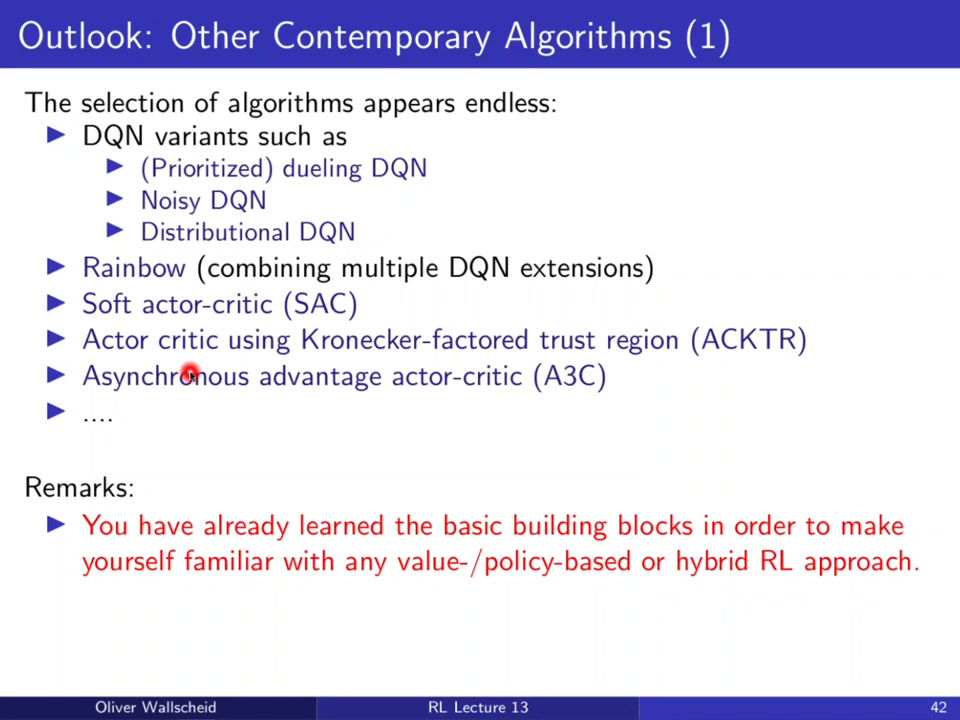 Outlook: Other Contemporary Algorithms (1)
The selection of algorithms appears endless:
DQN variants such as
(Prioritized) dueling DQN
Noisy DQN
Distributional DQN
Rainbow (combining multiple DQN extensions)
Soft actor-critic (SAC)
Actor critic using Kronecker-factored trust region (ACKTR)
Asynchronous advantage actor-critic (A3C)
....
Remarks:
You have already learned the basic building blocks in order to make
yourself familiar with any value-/policy-based or hybrid RL approach.
Oliver Wallscheid RL Lecture 13 42